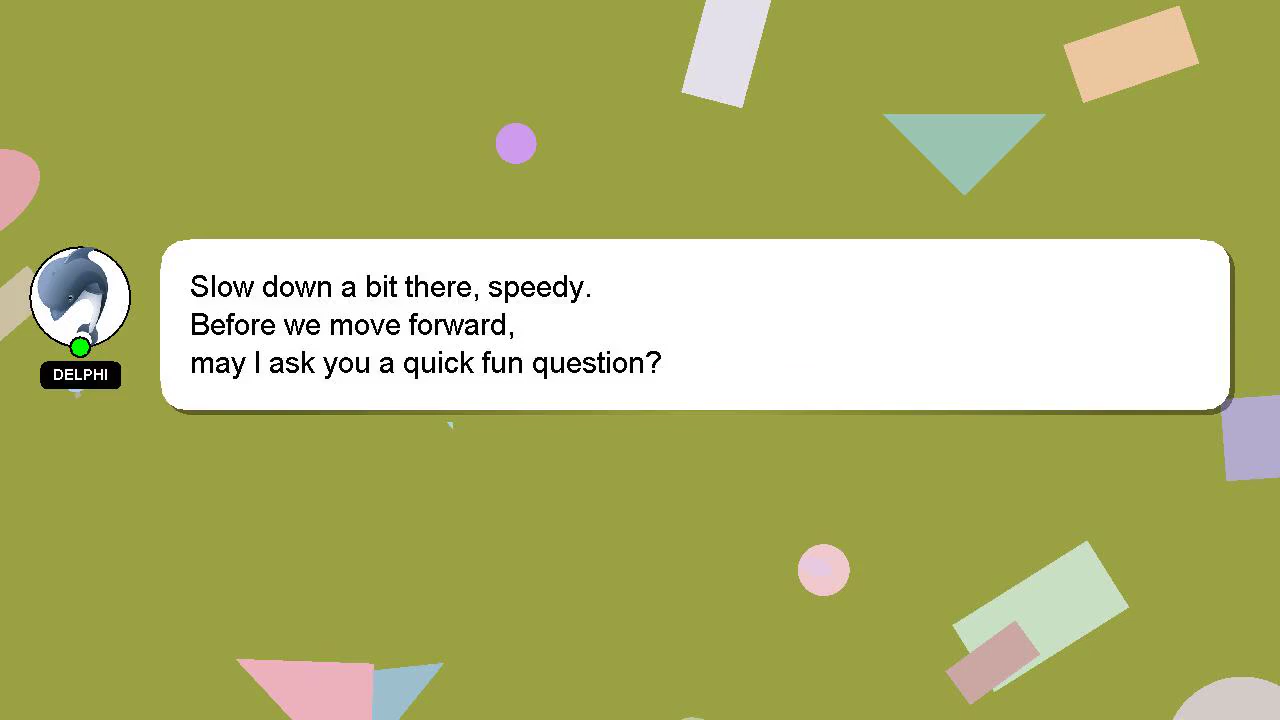 Slow down a bit there, speedy.
Before we move forward,
may I ask you a quick fun question?
DELPHI